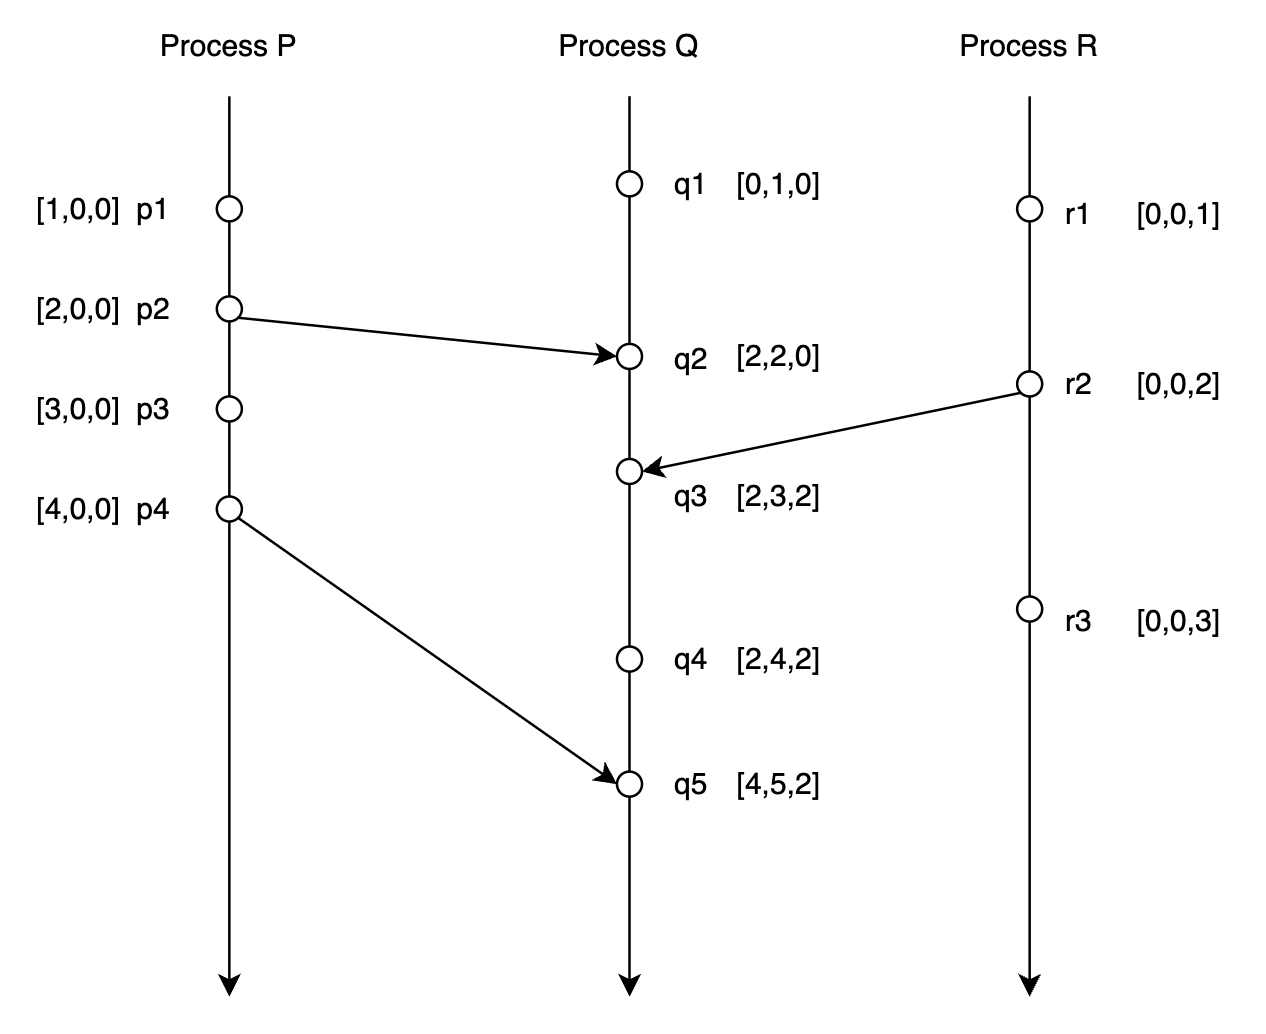 Process P
Process Q
Process R
q1 [0,1,0]
[1,0,0] p1
r1 [0,0,1]
[2,0,0] p2
q2 [2,2,0]
r2 [0,0,2]
[3,0,0] p3
q3 [2,3,2]
[4,0,0] p4
r3 [0,0,3]
q4 [2,4,2]
q5 [4,5,2]